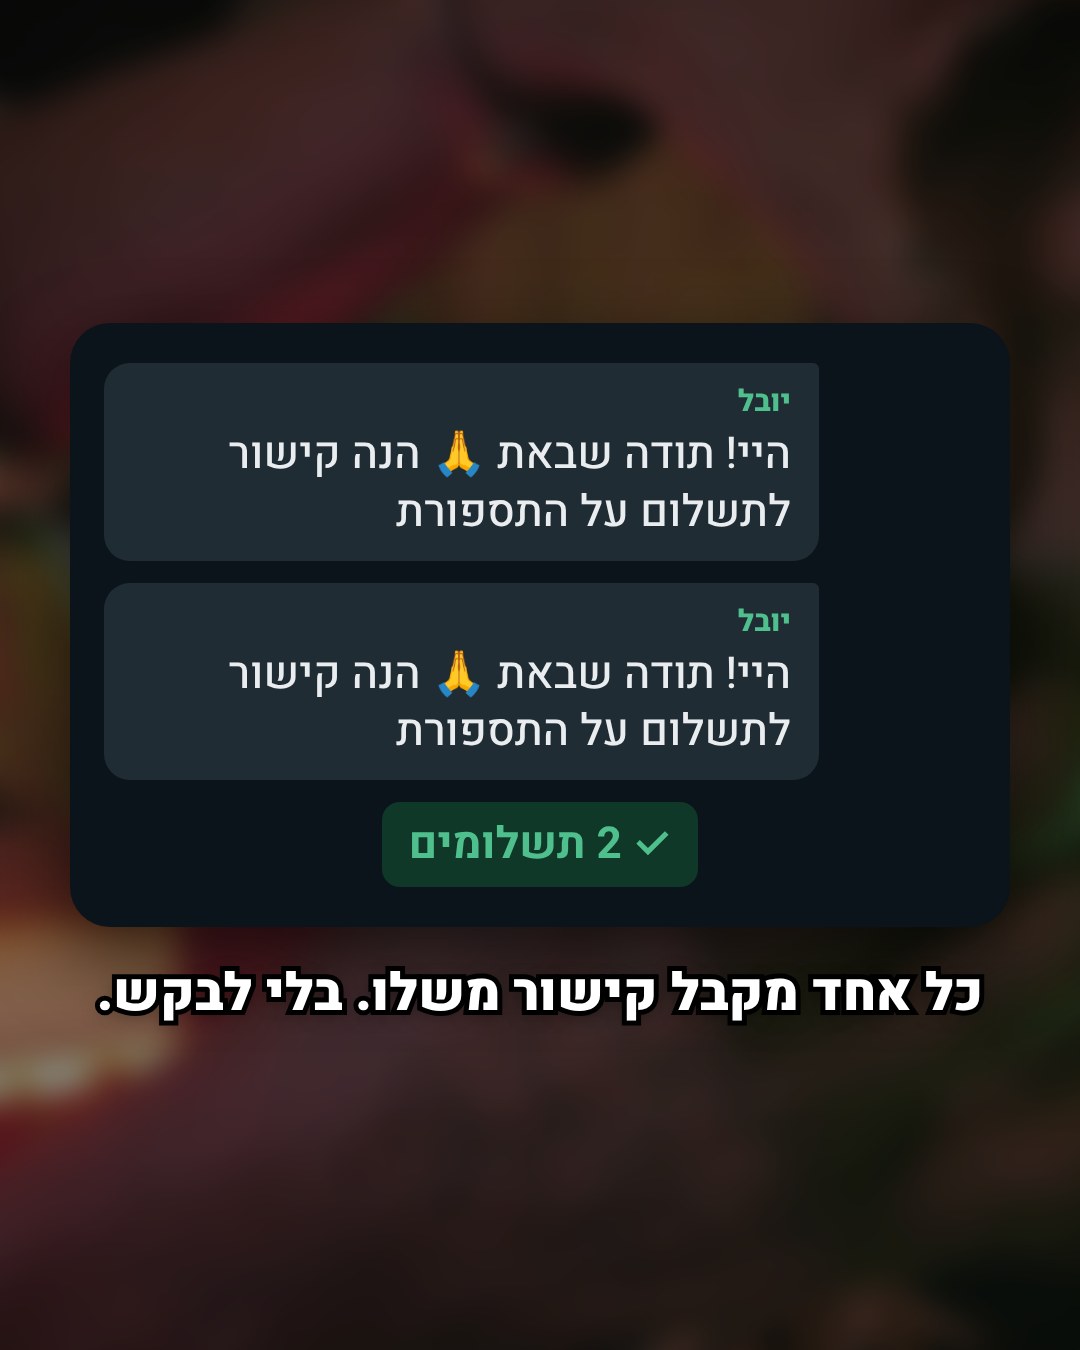 יובל
היי! תודה שבאת 🙏 הנה קישור
לתשלום על התספורת
יובל
היי! תודה שבאת 🙏 הנה קישור
לתשלום על התספורת
✓ 2 תשלומים
כל אחד מקבל קישור משלו. בלי לבקש.